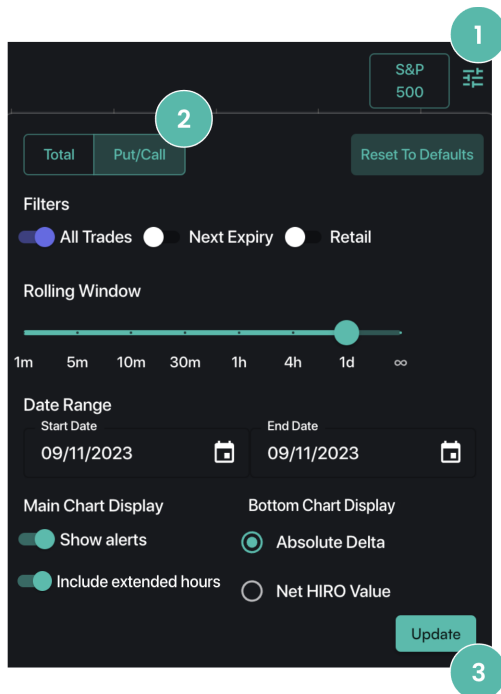 1
S&P
500
2
Total Put/Call Reset To Defaults
Filters
All Trades Next Expiry Retail
Rolling Window
1m 5m 10m 30m 1h 4h 1d ∞
Date Range
Start Date End Date
09/11/2023 09/11/2023
Main Chart Display Bottom Chart Display
Show alerts Absolute Delta
Include extended hours Net HIRO Value
Update
3